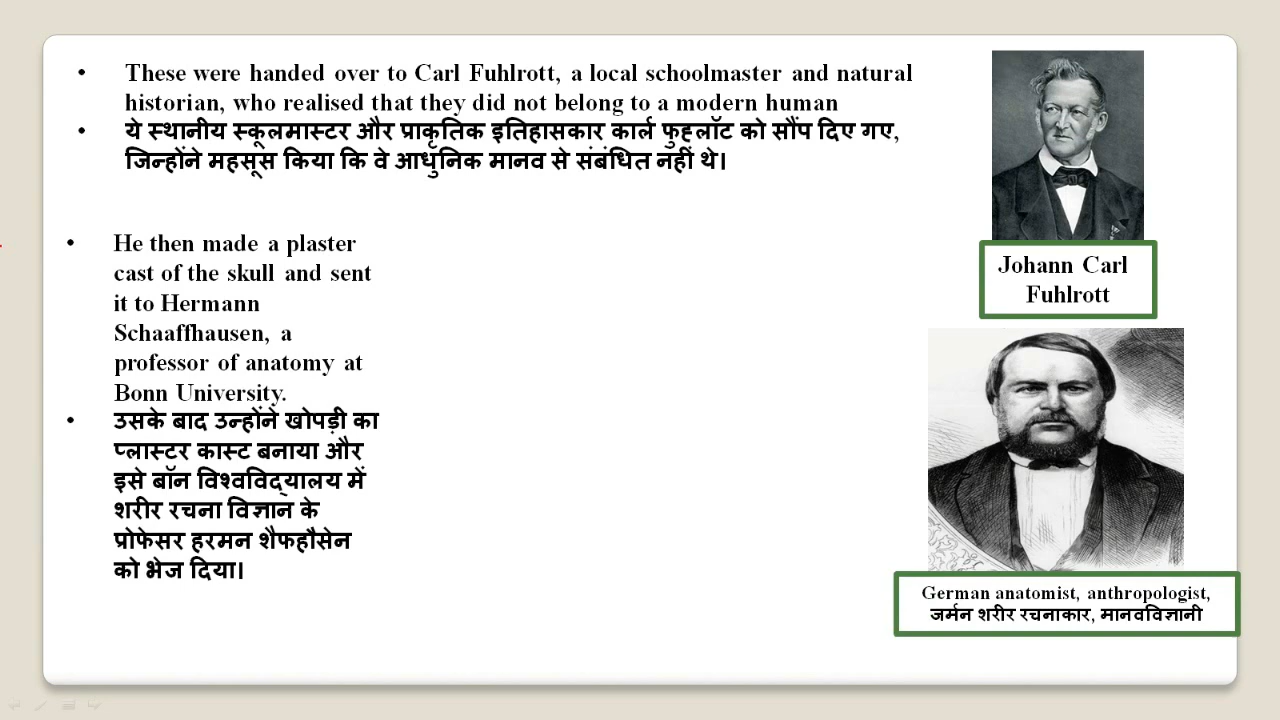 • These were handed over to Carl Fuhlrott, a local schoolmaster and natural
historian, who realised that they did not belong to a modern human
• ये स्थानीय स्कूलमास्टर और प्राकृतिक इतिहासकार कार्ल फुह्लॉट को सौंप दिए गए,
जिन्होंने महसूस किया कि वे आधुनिक मानव से संबंधित नहीं थे।
• He then made a plaster
cast of the skull and sent
it to Hermann
Schaaffhausen, a
professor of anatomy at
Bonn University.
• उसके बाद उन्होंने खोपड़ी का
प्लास्टर कास्ट बनाया और
इसे बॉन विश्वविद्यालय में
शरीर रचना विज्ञान के
प्रोफेसर हरमन शैफहौसेन
को भेज दिया।
Johann Carl
Fuhlrott
German anatomist, anthropologist,
जर्मन शरीर रचनाकार, मानवविज्ञानी